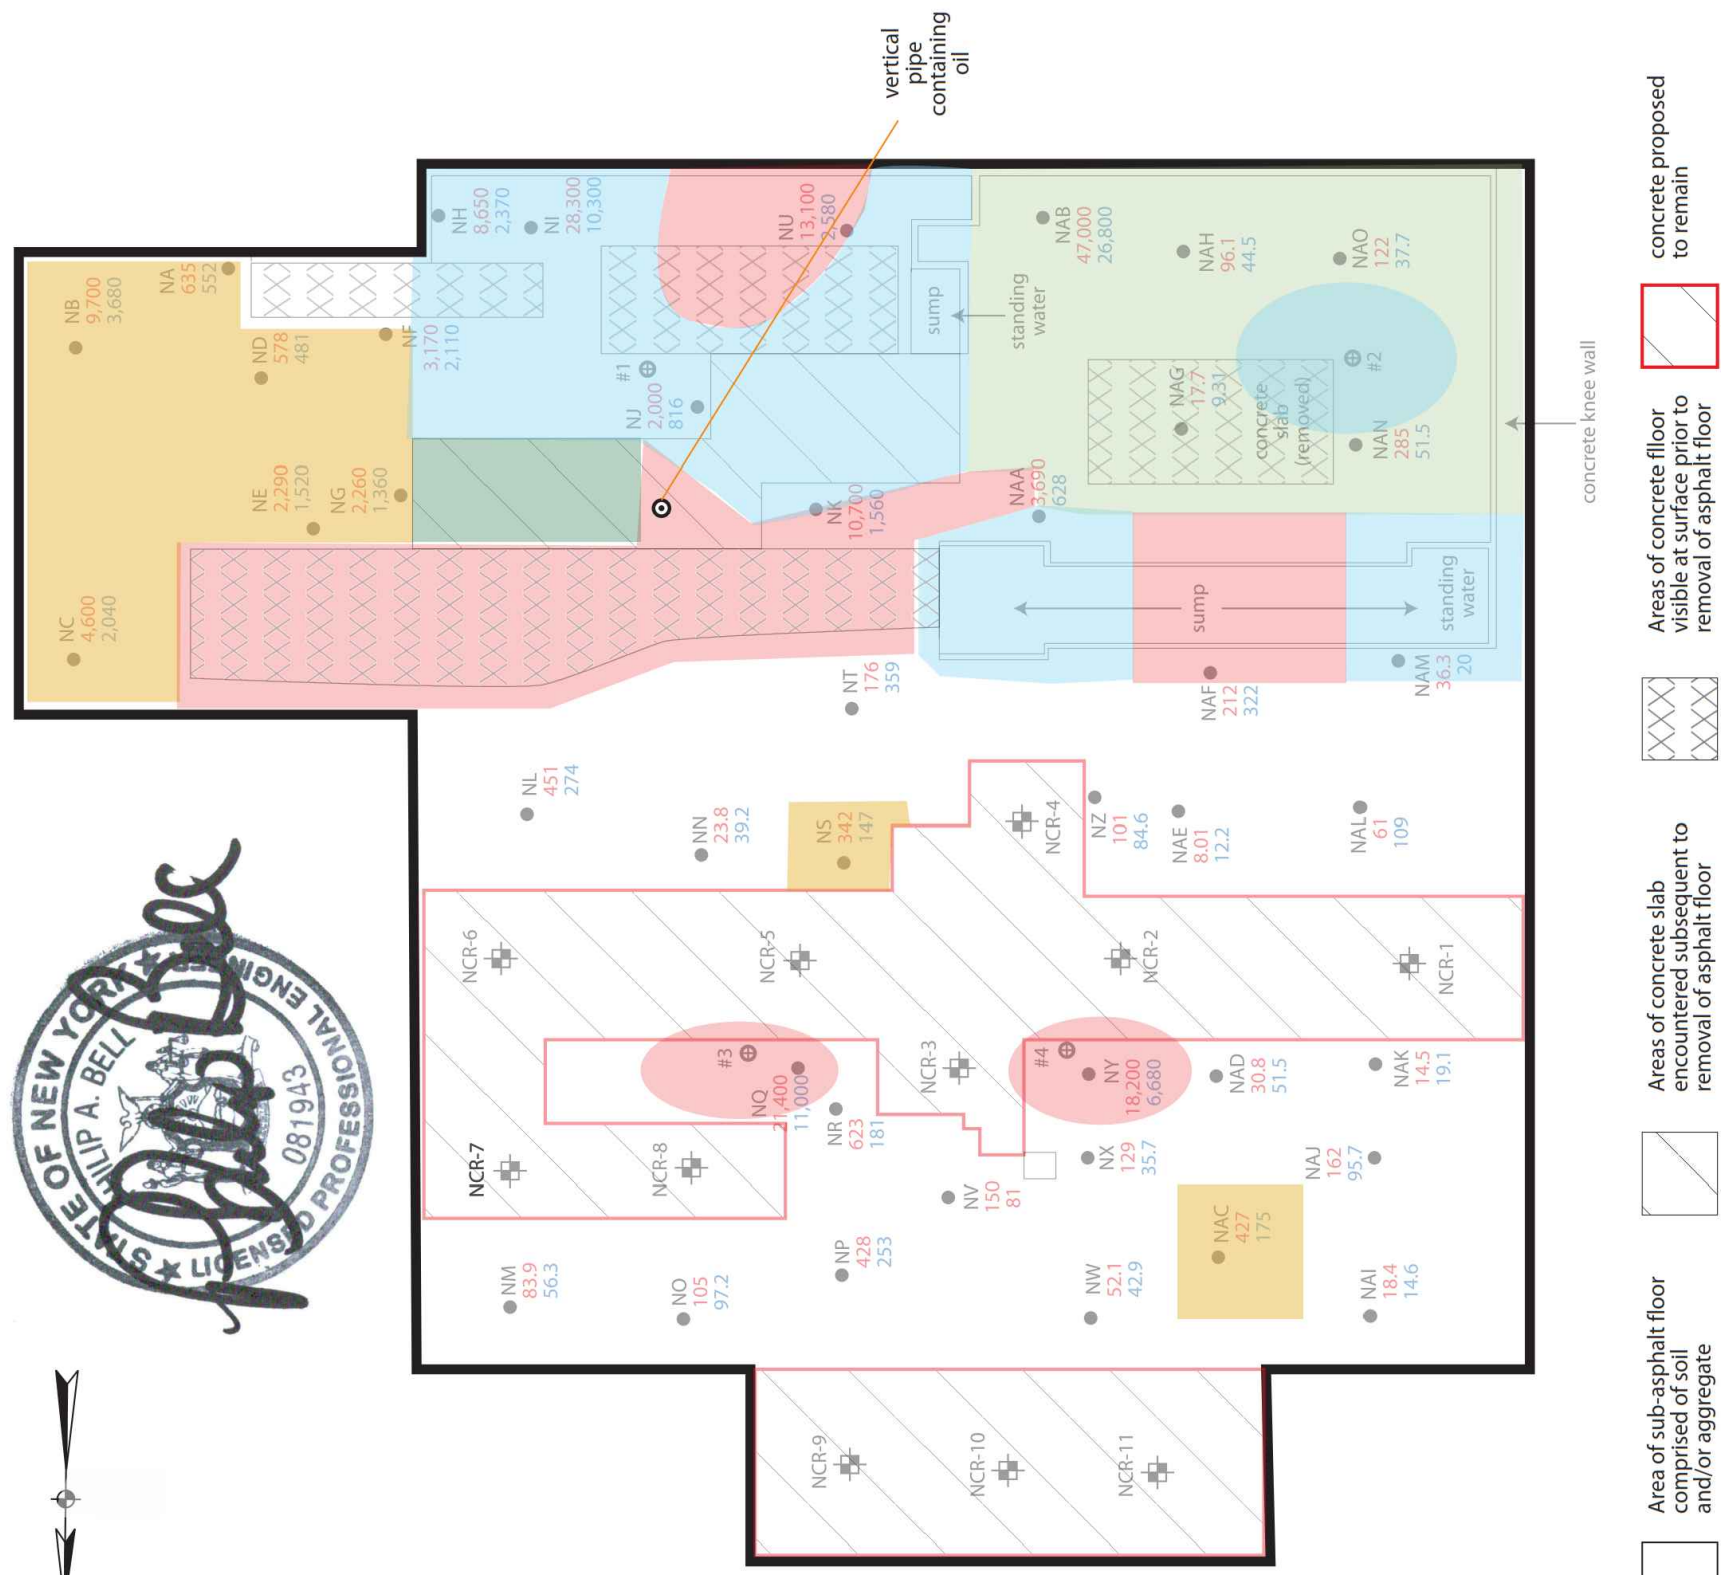 STATE OF NEW YORK
PHILIP A. BELL
081943
LICENSED PROFESSIONAL ENGINEER
vertical
pipe
containing
oil
NB
9,700
3,680
NA
635
552
ND
578
481
NF
3,170
2,110
NH
8,650
2,370
NI
28,300
10,300
NU
13,100
2,580
#1
NJ
2,000
816
NE
2,290
1,520
NG
2,260
1,360
NC
4,600
2,040
NK
10,700
1,560
NAA
3,690
628
sump
standing
water
NAB
47,000
26,800
NAH
96.1
44.5
NAO
122
37.7
#2
NAG
17.7
9.31
concrete
slab
(removed)
NAN
285
51.5
concrete knee wall
sump
standing
water
NT
176
359
NAF
212
322
NAM
36.3
20
NL
451
274
NN
23.8
39.2
NS
342
147
NCR-4
NZ
101
84.6
NAE
8.01
12.2
NAL
61
109
NCR-6
NCR-5
NCR-2
NCR-1
#3
NQ
21,400
11,000
NR
623
181
NCR-3
#4
NY
18,200
6,680
NAD
30.8
51.5
NAK
14.5
19.1
NCR-7
NCR-8
NV
150
81
NX
129
35.7
NAJ
162
95.7
NM
83.9
56.3
NO
105
97.2
NP
428
253
NW
52.1
42.9
NAC
427
175
NAI
18.4
14.6
NCR-9
NCR-10
NCR-11
Area of sub-asphalt floor
comprised of soil
and/or aggregate
Areas of concrete slab
encountered subsequent to
removal of asphalt floor
Areas of concrete floor
visible at surface prior to
removal of asphalt floor
concrete proposed
to remain